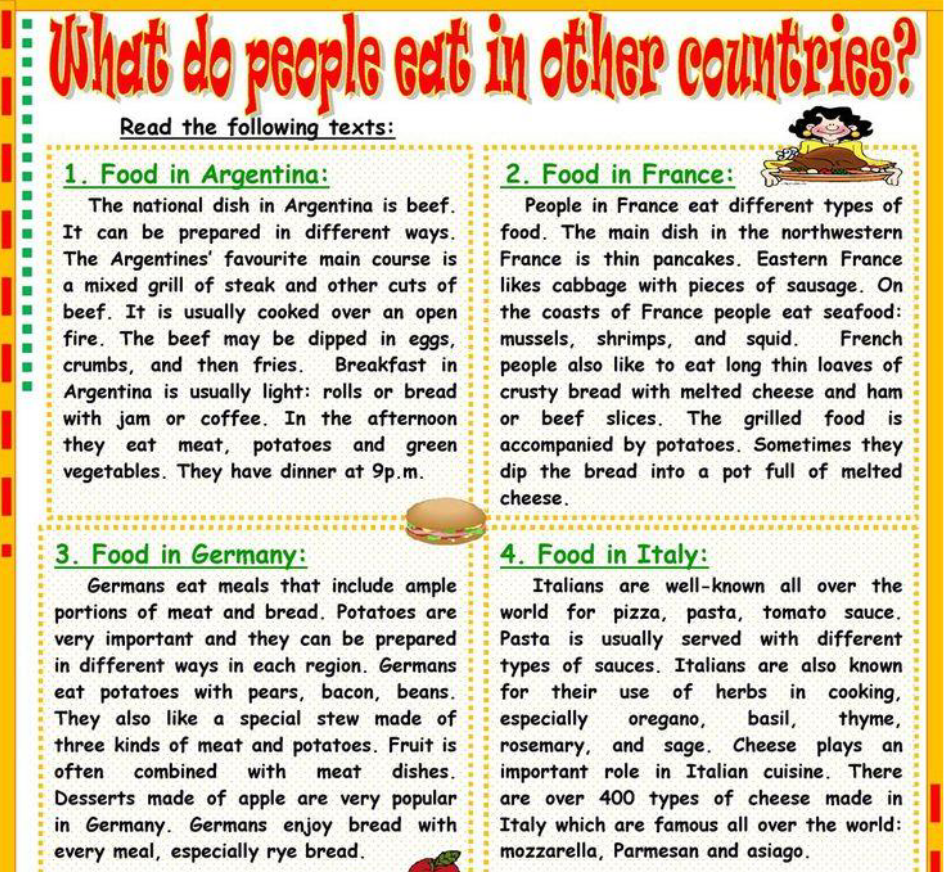 What do people eat in other countries?
Read the following texts:
1. Food in Argentina:
The national dish in Argentina is beef.
It can be prepared in different ways.
The Argentines' favourite main course is
a mixed grill of steak and other cuts of
beef. It is usually cooked over an open
fire. The beef may be dipped in eggs,
crumbs, and then fries. Breakfast in
Argentina is usually light: rolls or bread
with jam or coffee. In the afternoon
they eat meat, potatoes and green
vegetables. They have dinner at 9p.m.
2. Food in France:
People in France eat different types of
food. The main dish in the northwestern
France is thin pancakes. Eastern France
likes cabbage with pieces of sausage. On
the coasts of France people eat seafood:
mussels, shrimps, and squid. French
people also like to eat long thin loaves of
crusty bread with melted cheese and ham
or beef slices. The grilled food is
accompanied by potatoes. Sometimes they
dip the bread into a pot full of melted
cheese.
3. Food in Germany:
Germans eat meals that include ample
portions of meat and bread. Potatoes are
very important and they can be prepared
in different ways in each region. Germans
eat potatoes with pears, bacon, beans.
They also like a special stew made of
three kinds of meat and potatoes. Fruit is
often combined with meat dishes.
Desserts made of apple are very popular
in Germany. Germans enjoy bread with
every meal, especially rye bread.
4. Food in Italy:
Italians are well-known all over the
world for pizza, pasta, tomato sauce.
Pasta is usually served with different
types of sauces. Italians are also known
for their use of herbs in cooking,
especially oregano, basil, thyme,
rosemary, and sage. Cheese plays an
important role in Italian cuisine. There
are over 400 types of cheese made in
Italy which are famous all over the world:
mozzarella, Parmesan and asiago.